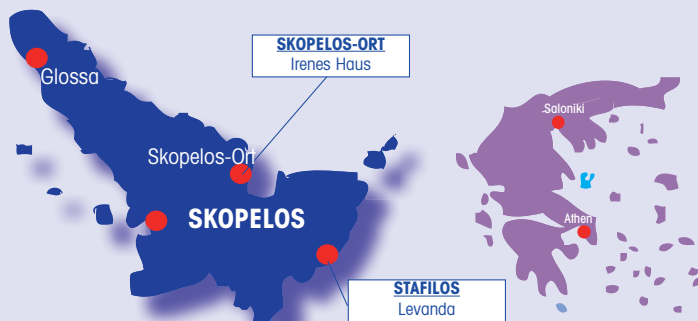 SKOPELOS-ORT
Irenes Haus
Glossa
Saloniki
Skopelos-Ort
SKOPELOS
Athen
STAFILOS
Levanda